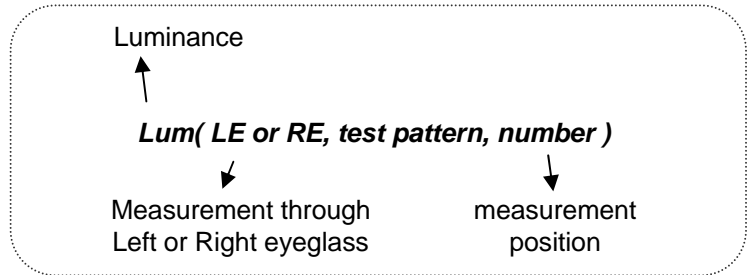 Luminance
Lum( LE or RE, test pattern, number )
Measurement through
Left or Right eyeglass
measurement
position